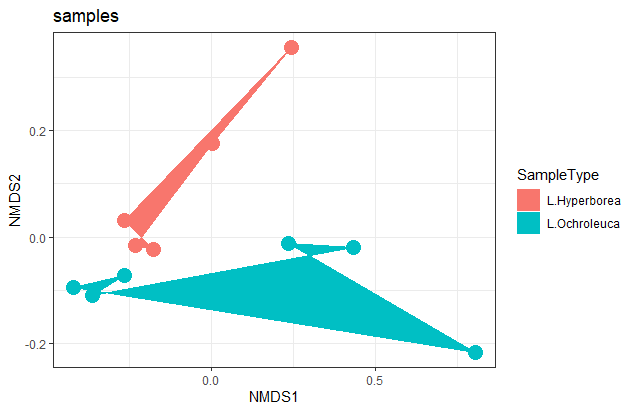 samples
NMDS2
0.2
0.0
-0.2
0.0
0.5
NMDS1
SampleType
L.Hyperborea
L.Ochroleuca